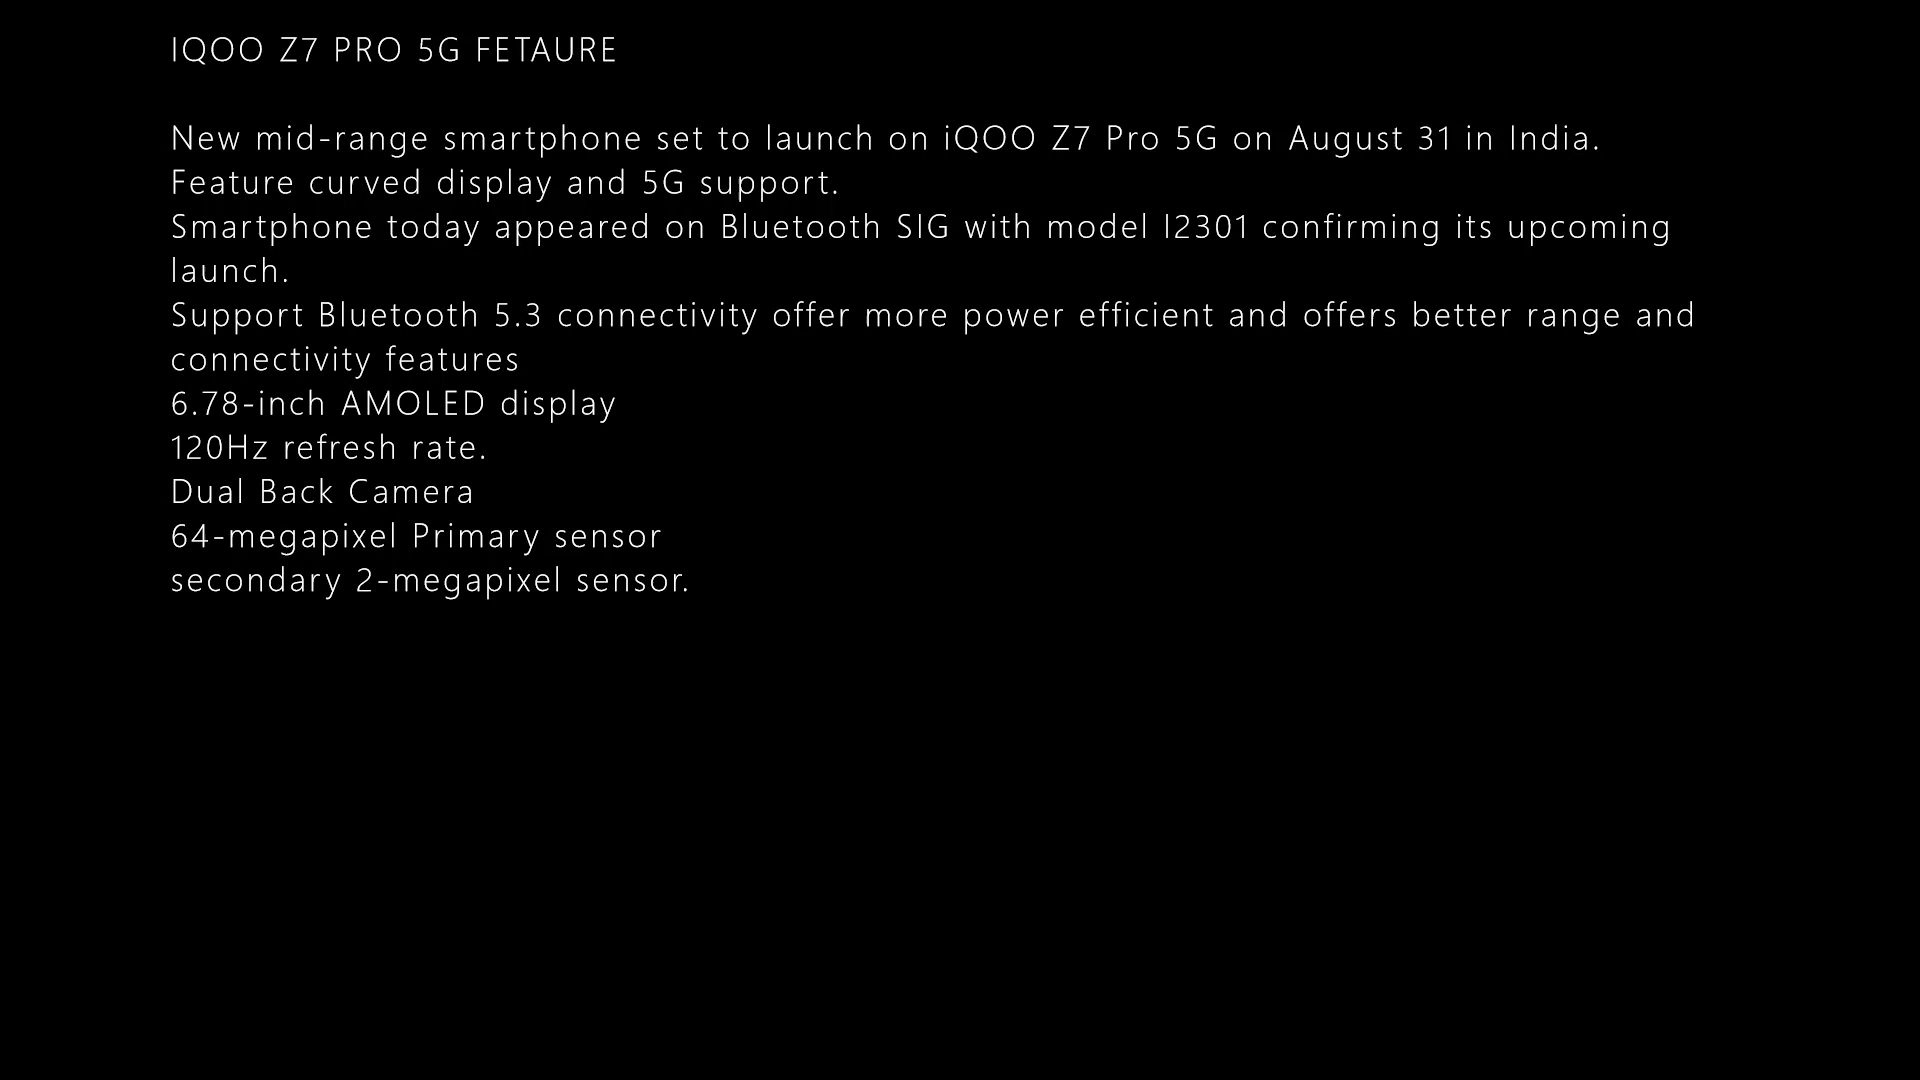 IQOO Z7 PRO 5G FETAURE
New mid-range smartphone set to launch on iQOO Z7 Pro 5G on August 31 in India.
Feature curved display and 5G support.
Smartphone today appeared on Bluetooth SIG with model I2301 confirming its upcoming
launch.
Support Bluetooth 5.3 connectivity offer more power efficient and offers better range and
connectivity features
6.78-inch AMOLED display
120Hz refresh rate.
Dual Back Camera
64-megapixel Primary sensor
secondary 2-megapixel sensor.